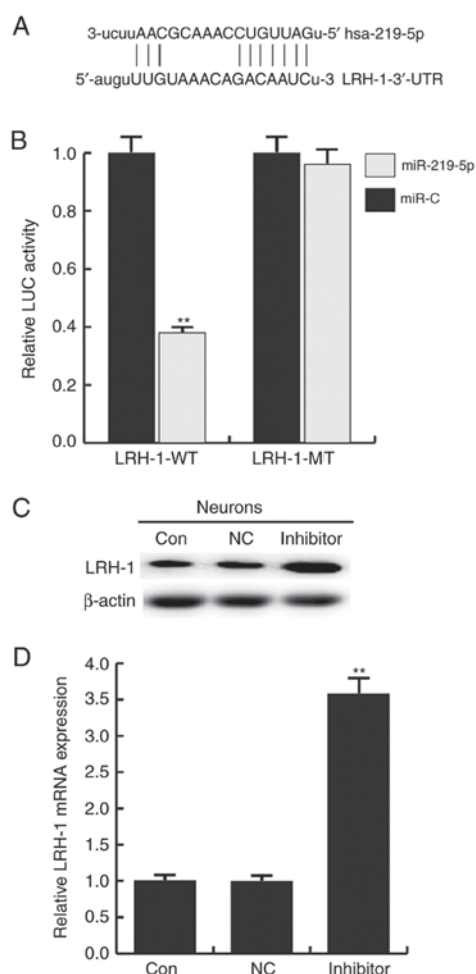 A
3-ucuuAACGCAAACCUGUUAGu-5′ hsa-219-5p
5′-auguUUGUAAACAGACAAUCu-3 LRH-1-3′-UTR
B
Relative LUC activity
1.0
0.8
0.6
0.4
0.2
0.0
**
LRH-1-WT
LRH-1-MT
miR-219-5p
miR-C
C
Neurons
Con NC Inhibitor
LRH-1
β-actin
D
Relative LRH-1 mRNA expression
4.0
3.5
3.0
2.5
2.0
1.5
1.0
0.5
0.0
**
Con NC Inhibitor